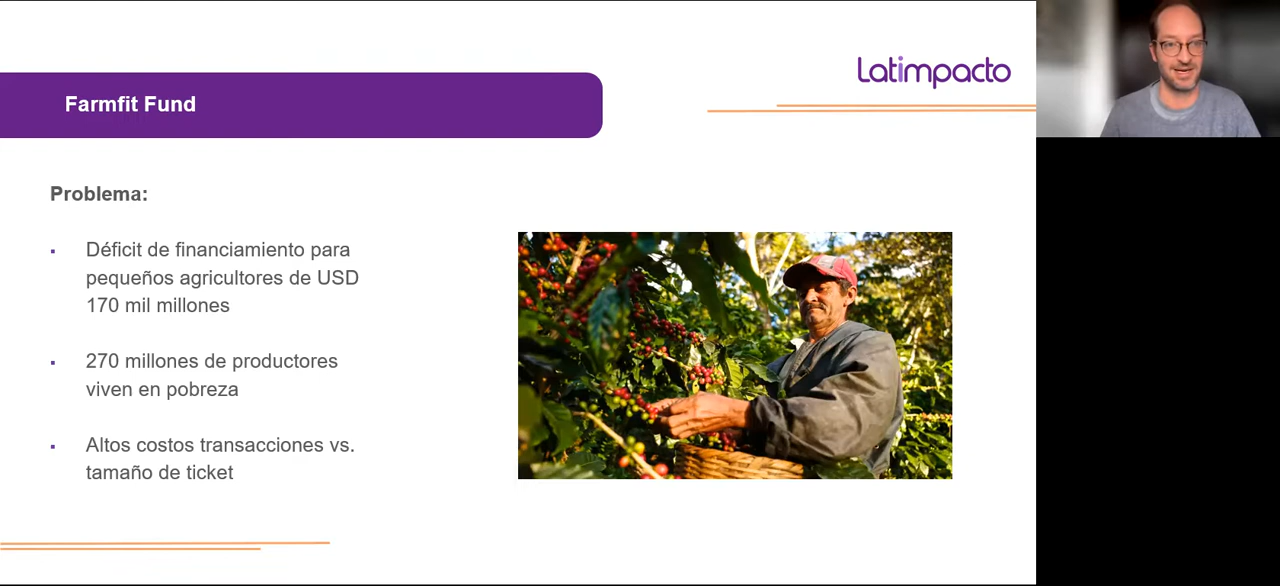 Latimpacto
Farmfit Fund
Problema:
▪ Déficit de financiamiento para
pequeños agricultores de USD
170 mil millones
▪ 270 millones de productores
viven en pobreza
▪ Altos costos transacciones vs.
tamaño de ticket